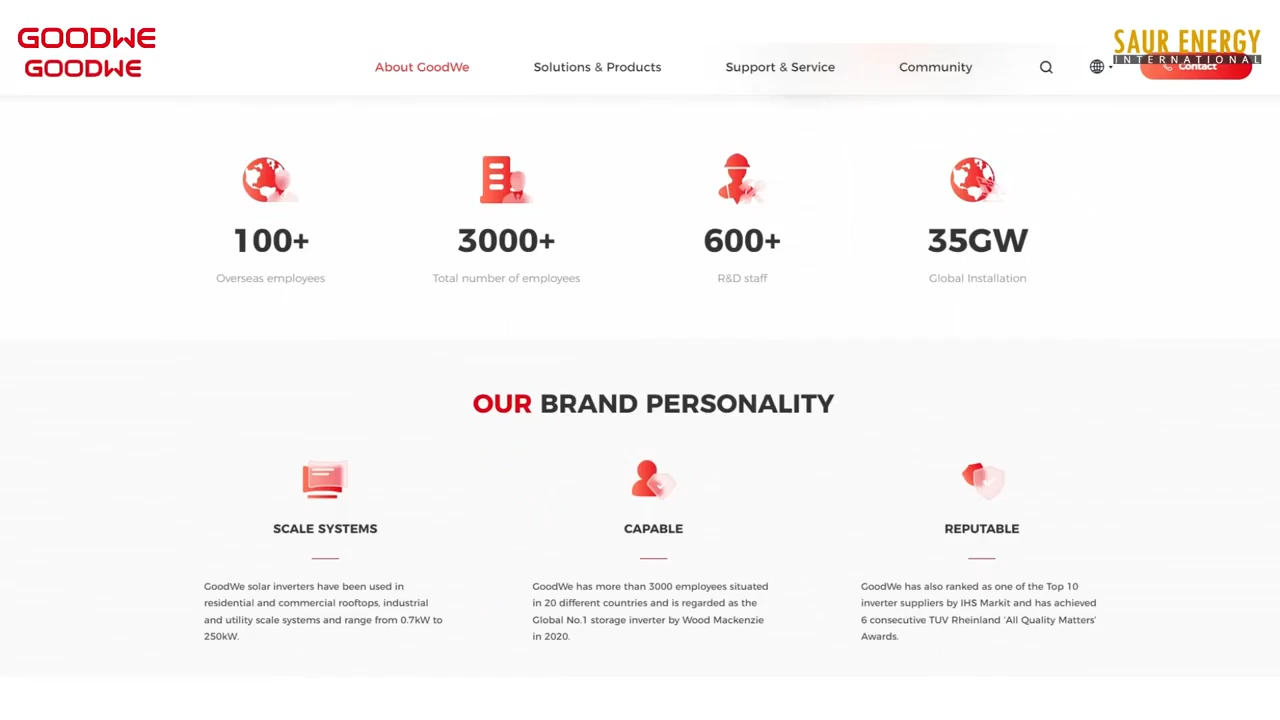 GOODWE
GOODWE
SAUR ENERGY
INTERNATIONAL
About GoodWe
Solutions & Products
Support & Service
Community
Contact
100+
3000+
600+
35GW
Overseas employees
Total number of employees
R&D staff
Global Installation
OUR BRAND PERSONALITY
SCALE SYSTEMS
GoodWe solar inverters have been used in
residential and commercial rooftops, industrial
and utility scale systems and range from 0.7kW to
250kW.
CAPABLE
GoodWe has more than 3000 employees situated
in 20 different countries and is regarded as the
Global No.1 storage inverter by Wood Mackenzie
in 2020.
REPUTABLE
GoodWe has also ranked as one of the Top 10
inverter suppliers by IHS Markit and has achieved
6 consecutive TUV Rheinland 'All Quality Matters'
Awards.